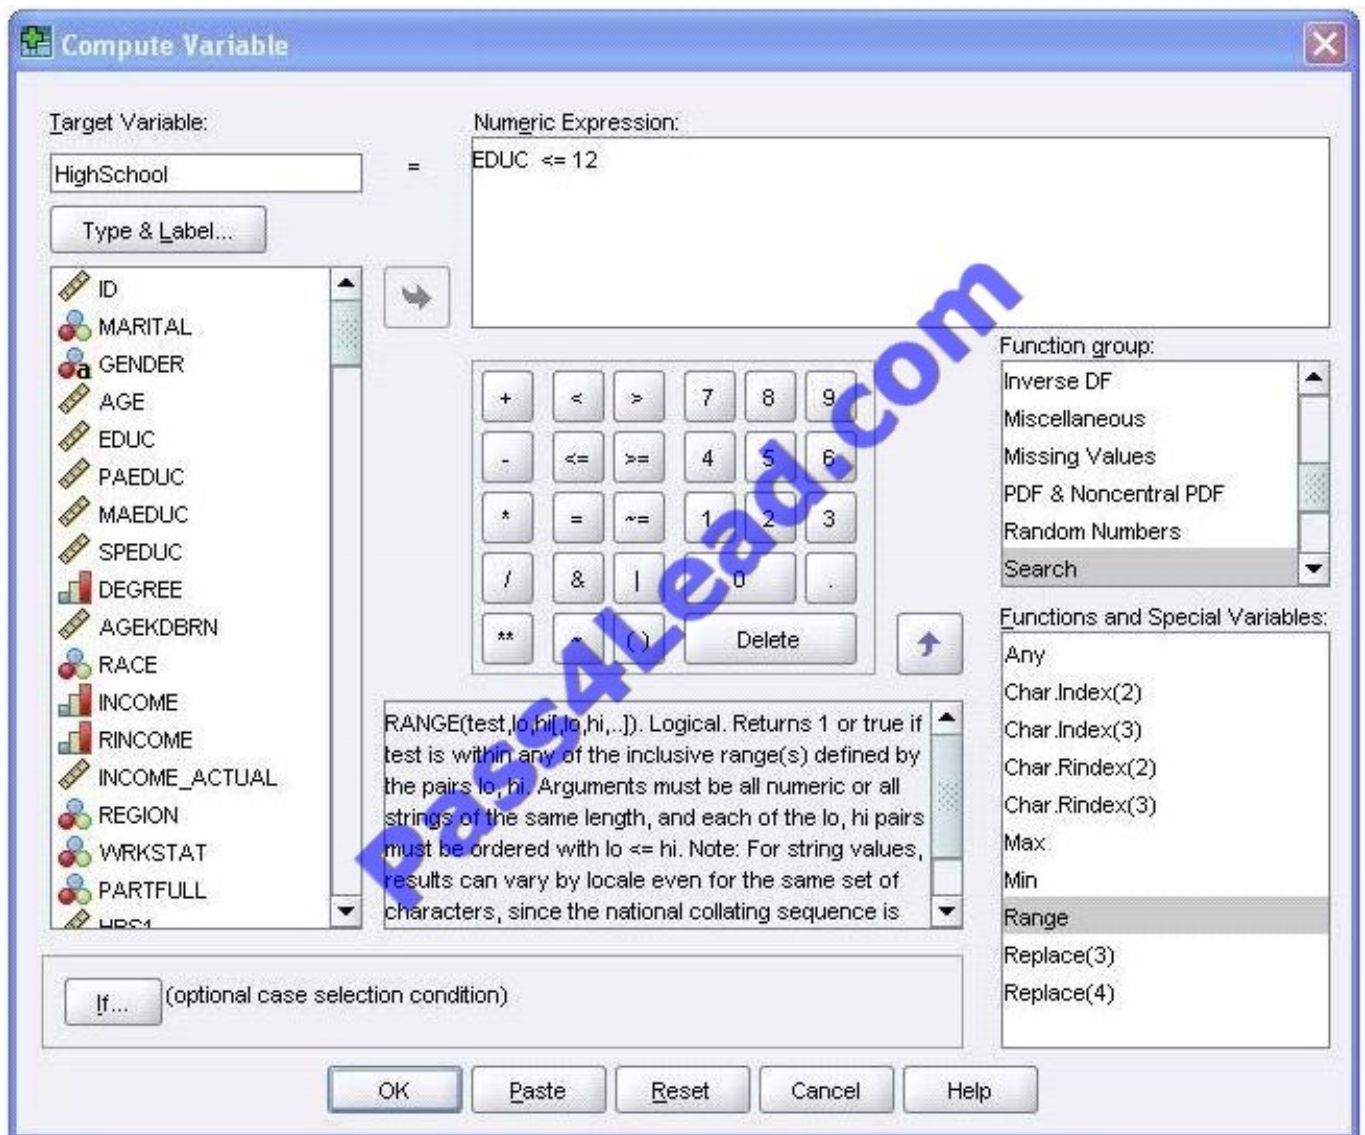 Compute Variable
Target Variable:
HighSchool
=
Numeric Expression:
EDUC <= 12
Type & Label...
ID
MARITAL
GENDER
AGE
EDUC
PAEDUC
MAEDUC
SPEDUC
DEGREE
AGEKDBRN
RACE
INCOME
RINCOME
INCOME_ACTUAL
REGION
WRKSTAT
PARTFULL
HRS1
+ < > 7 8 9
- <= >= 4 5 6
* = ~= 1 2 3
/ & | 0 .
** ~ ( ) Delete
Function group:
Inverse DF
Miscellaneous
Missing Values
PDF & Noncentral PDF
Random Numbers
Search
Functions and Special Variables:
Any
Char.Index(2)
Char.Index(3)
Char.Rindex(2)
Char.Rindex(3)
Max
Min
Range
Replace(3)
Replace(4)
RANGE(test,lo,hi[,lo,hi,..]). Logical. Returns 1 or true if
test is within any of the inclusive range(s) defined by
the pairs lo, hi. Arguments must be all numeric or all
strings of the same length, and each of the lo, hi pairs
must be ordered with lo <= hi. Note: For string values,
results can vary by locale even for the same set of
characters, since the national collating sequence is
If...
(optional case selection condition)
OK
Paste
Reset
Cancel
Help
Pass4Lead.com